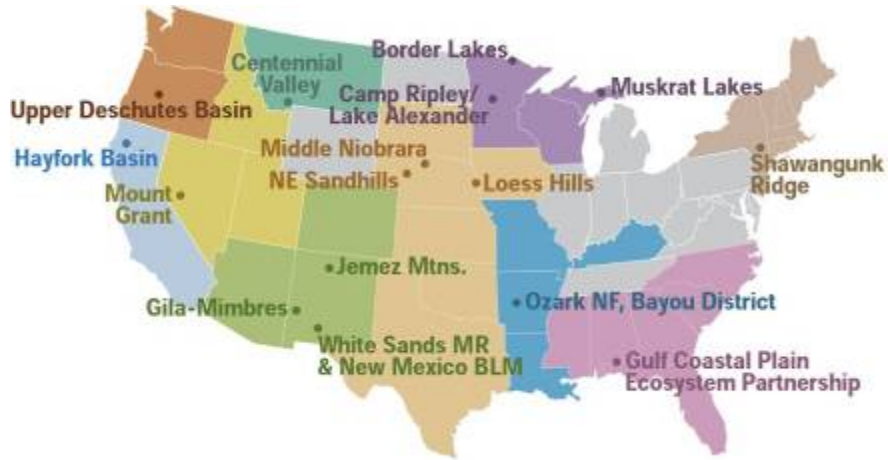 Border Lakes
Centennial
Valley
Muskrat Lakes
Camp Ripley/
Lake Alexander
Upper Deschutes Basin
Middle Niobrara
Hayfork Basin
Shawangunk
Ridge
NE Sandhills
Loess Hills
Mount
Grant
Jemez Mtns.
Gila-Mimbres
Ozark NF, Bayou District
White Sands MR
& New Mexico BLM
Gulf Coastal Plain
Ecosystem Partnership